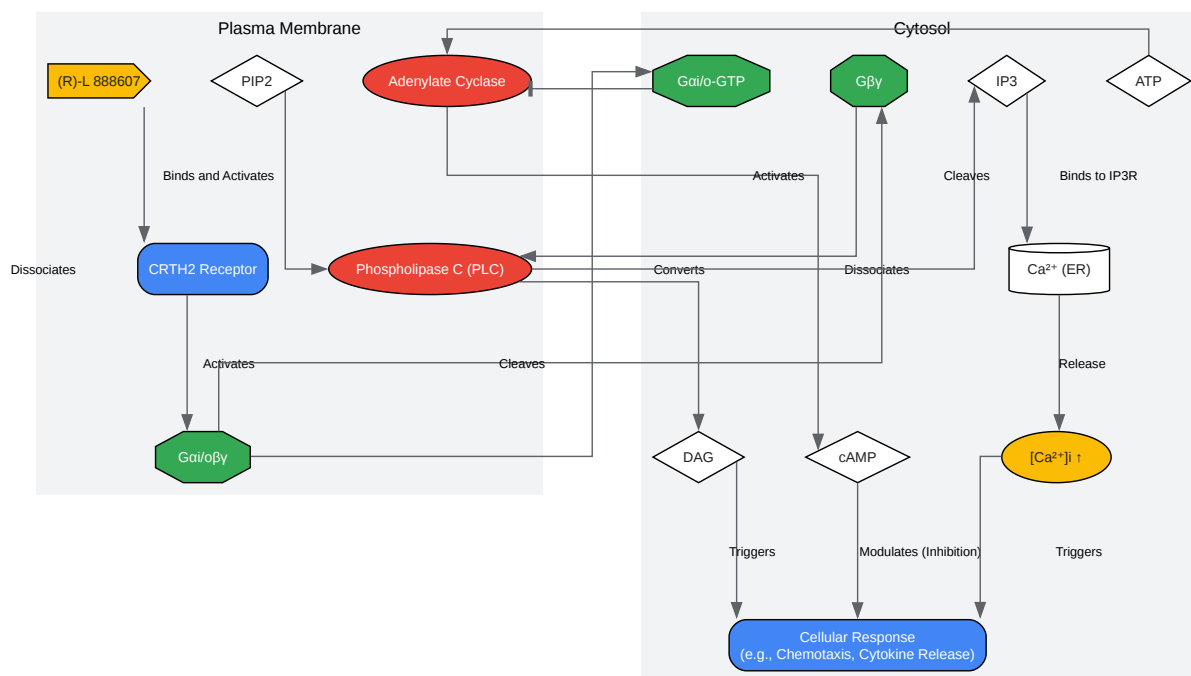 Plasma Membrane
Cytosol
(R)-L 888607
PIP2
Adenylate Cyclase
Gαi/o-GTP
Gβγ
IP3
ATP
Binds and Activates
Activates
Cleaves
Binds to IP3R
Dissociates
CRTH2 Receptor
Phospholipase C (PLC)
Converts
Dissociates
Ca²⁺ (ER)
Activates
Cleaves
Release
Gαi/oβγ
DAG
cAMP
[Ca²⁺]i ↑
Triggers
Modulates (Inhibition)
Triggers
Cellular Response
(e.g., Chemotaxis, Cytokine Release)